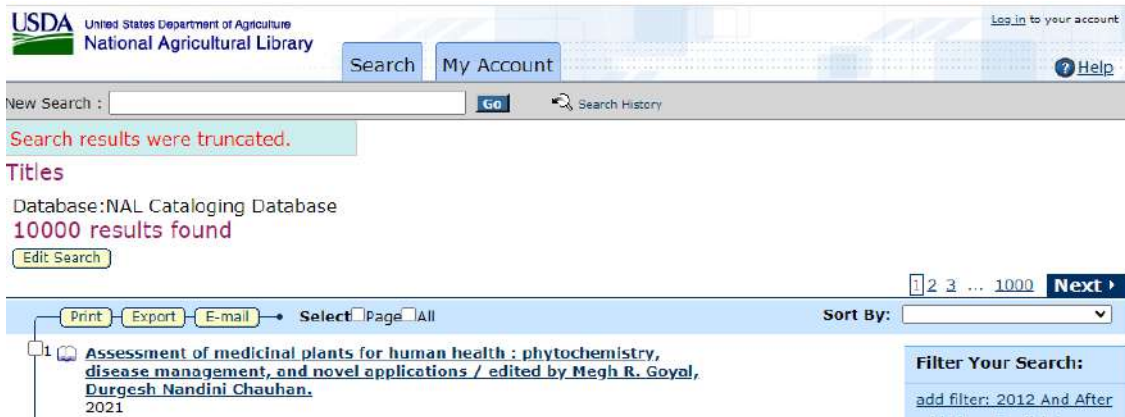 USDA United States Department of Agriculture
National Agricultural Library
Log in to your account
Search My Account
Help
New Search : Go Search History
Search results were truncated.
Titles
Database:NAL Cataloging Database
10000 results found
Edit Search
1 2 3 ... 1000 Next
Print Export E-mail Select Page All Sort By:
1 Assessment of medicinal plants for human health : phytochemistry,
disease management, and novel applications / edited by Megh R. Goyal,
Durgesh Nandini Chauhan.
2021
Filter Your Search:
add filter: 2012 And After